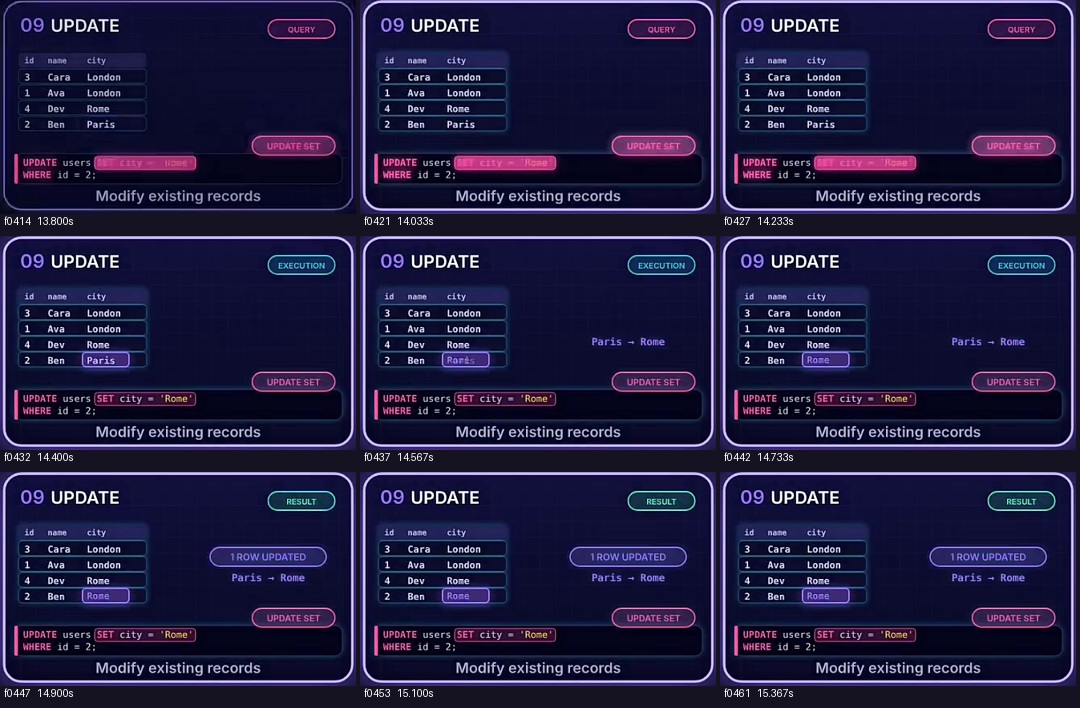 09 UPDATE
QUERY
id name city
3 Cara London
1 Ava London
4 Dev Rome
2 Ben Paris
UPDATE SET
UPDATE users SET city = 'Rome'
WHERE id = 2;
Modify existing records
f0414 13.800s
09 UPDATE
QUERY
id name city
3 Cara London
1 Ava London
4 Dev Rome
2 Ben Paris
UPDATE SET
UPDATE users SET city = 'Rome'
WHERE id = 2;
Modify existing records
f0421 14.033s
09 UPDATE
QUERY
id name city
3 Cara London
1 Ava London
4 Dev Rome
2 Ben Paris
UPDATE SET
UPDATE users SET city = 'Rome'
WHERE id = 2;
Modify existing records
f0427 14.233s
09 UPDATE
EXECUTION
id name city
3 Cara London
1 Ava London
4 Dev Rome
2 Ben Paris
UPDATE SET
UPDATE users SET city = 'Rome'
WHERE id = 2;
Modify existing records
f0432 14.400s
09 UPDATE
EXECUTION
id name city
3 Cara London
1 Ava London
4 Dev Rome
2 Ben
Paris → Rome
UPDATE SET
UPDATE users SET city = 'Rome'
WHERE id = 2;
Modify existing records
f0437 14.567s
09 UPDATE
EXECUTION
id name city
3 Cara London
1 Ava London
4 Dev Rome
2 Ben Rome
Paris → Rome
UPDATE SET
UPDATE users SET city = 'Rome'
WHERE id = 2;
Modify existing records
f0442 14.733s
09 UPDATE
RESULT
id name city
3 Cara London
1 Ava London
4 Dev Rome
2 Ben Rome
1 ROW UPDATED
Paris → Rome
UPDATE SET
UPDATE users SET city = 'Rome'
WHERE id = 2;
Modify existing records
f0447 14.900s
09 UPDATE
RESULT
id name city
3 Cara London
1 Ava London
4 Dev Rome
2 Ben Rome
1 ROW UPDATED
Paris → Rome
UPDATE SET
UPDATE users SET city = 'Rome'
WHERE id = 2;
Modify existing records
f0453 15.100s
09 UPDATE
RESULT
id name city
3 Cara London
1 Ava London
4 Dev Rome
2 Ben Rome
1 ROW UPDATED
Paris → Rome
UPDATE SET
UPDATE users SET city = 'Rome'
WHERE id = 2;
Modify existing records
f0461 15.367s